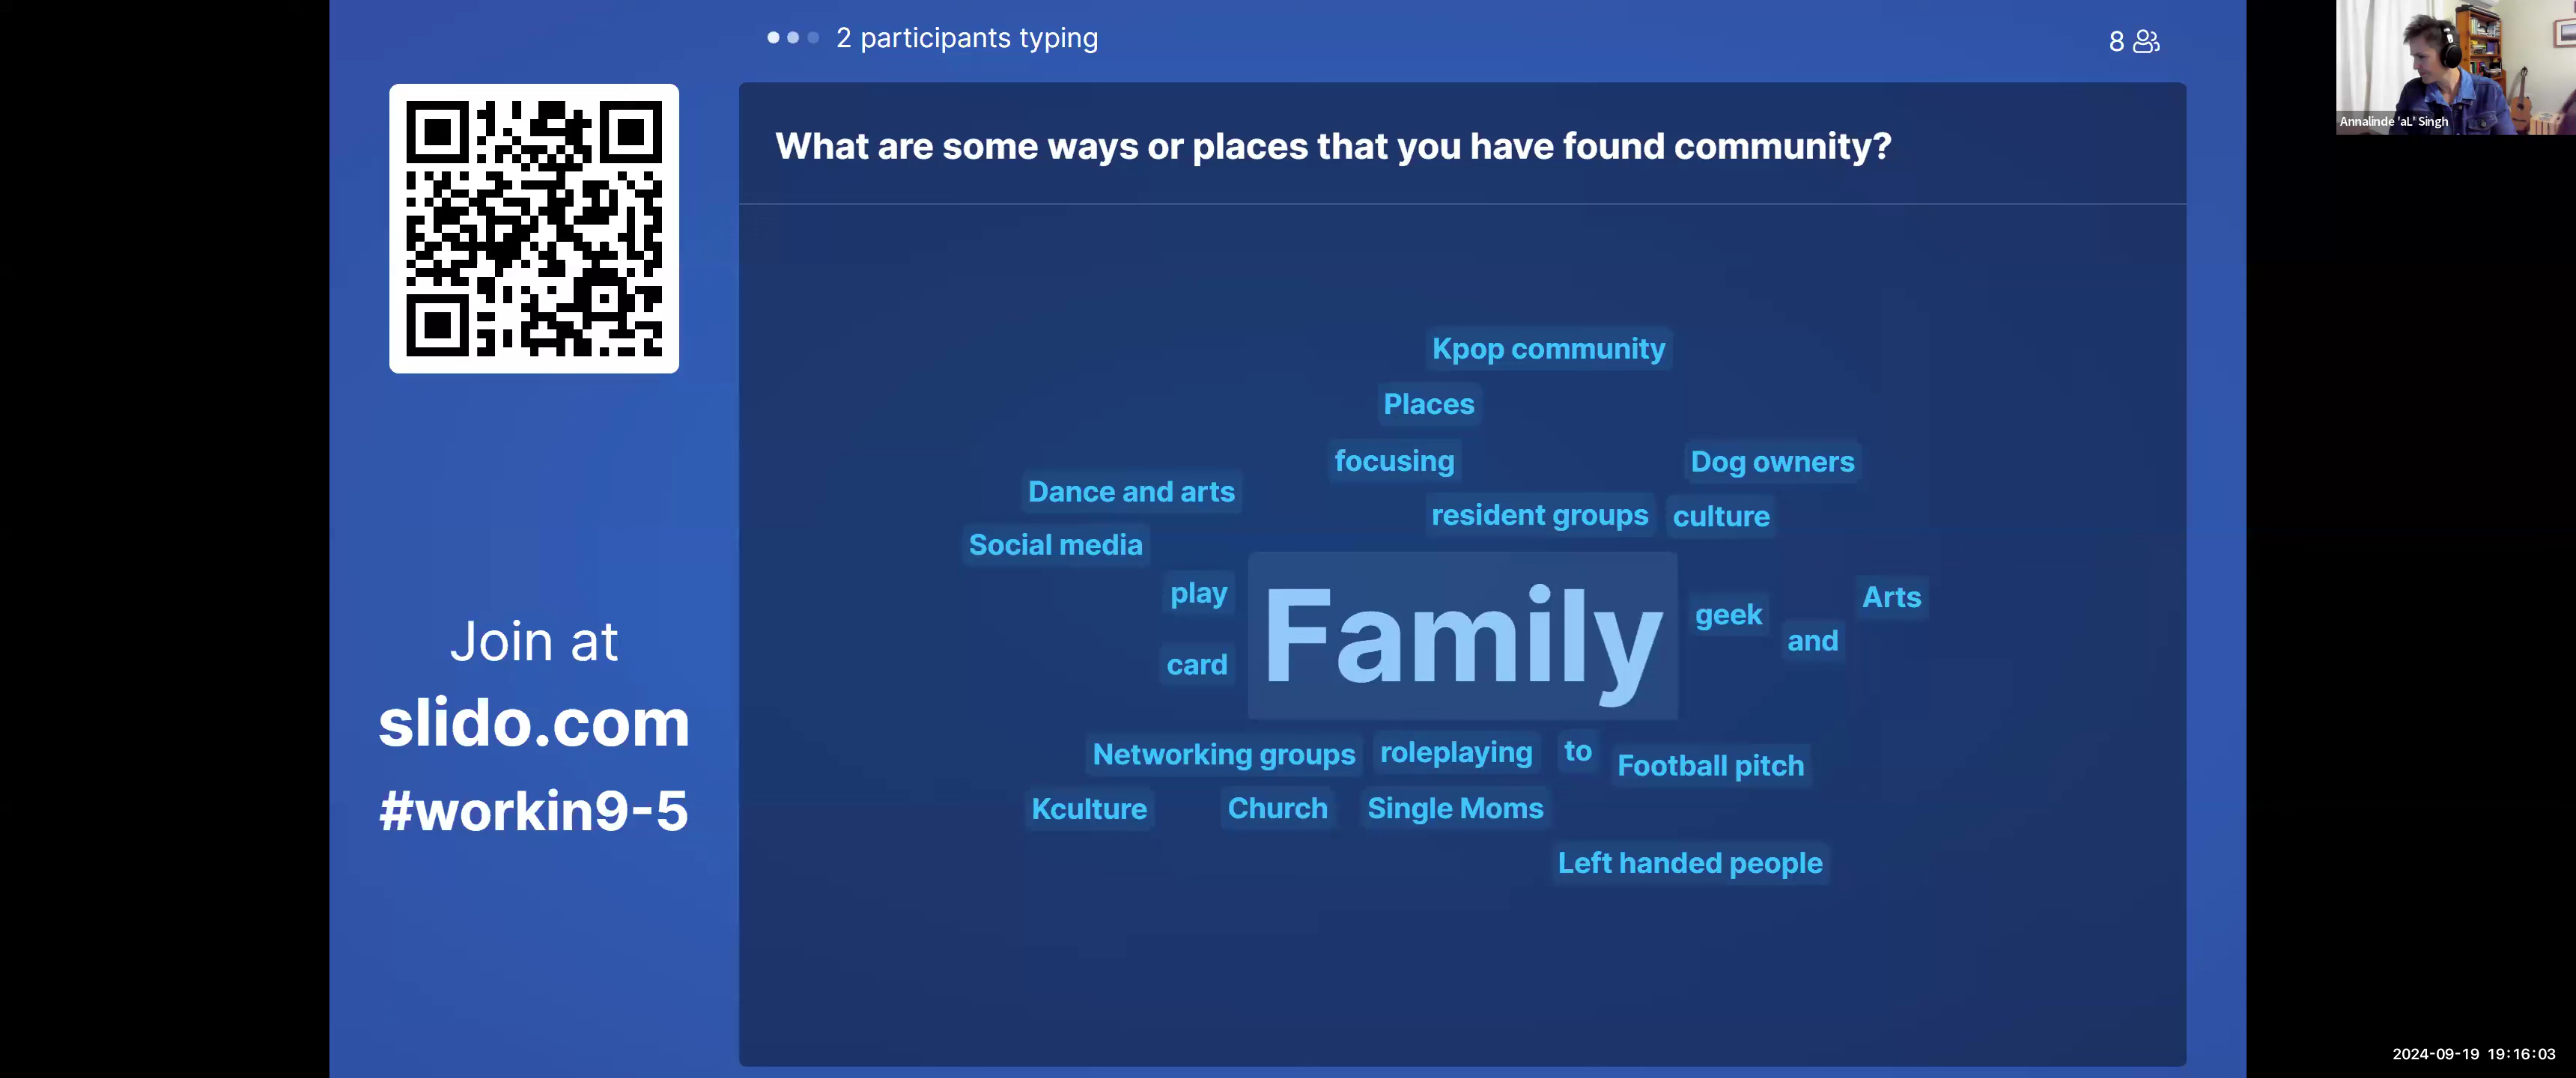 2 participants typing
8
Annalinde 'aL' Singh
What are some ways or places that you have found community?
Kpop community
Places
focusing
Dog owners
Dance and arts
resident groups
culture
Social media
play
Family
geek
Arts
and
card
Networking groups
roleplaying
to
Football pitch
Kculture
Church
Single Moms
Left handed people
Join at
slido.com
#workin9-5
2024-09-19 19:16:03